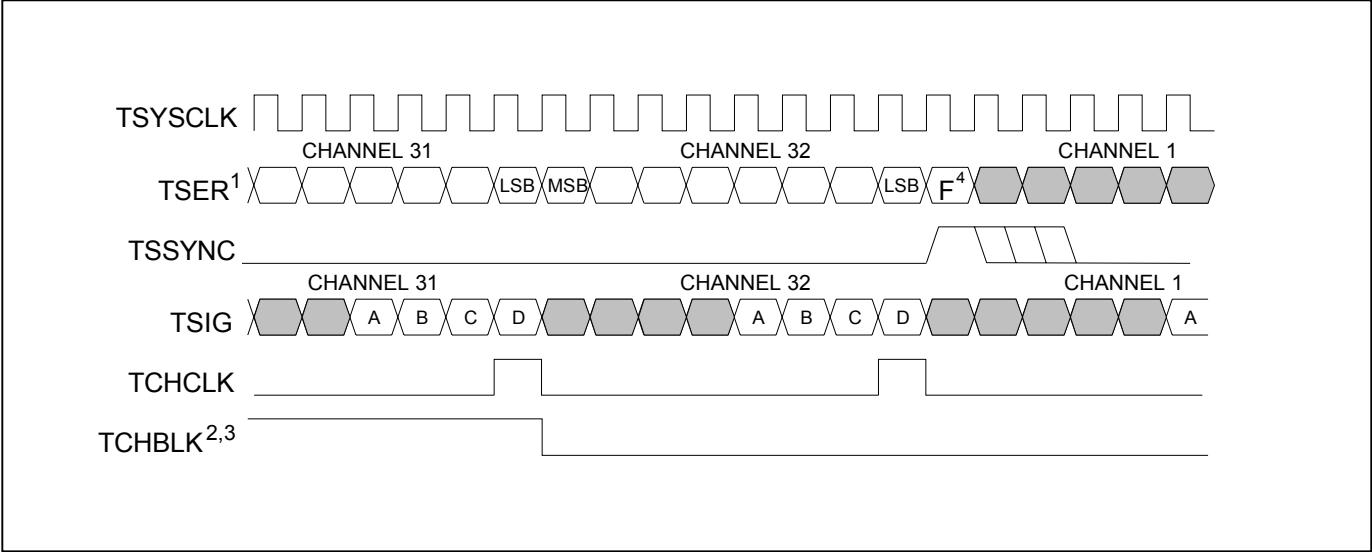 TSYSCLK
CHANNEL 31 CHANNEL 32 CHANNEL 1
TSER1 LSB MSB LSB F4
TSSYNC
CHANNEL 31 CHANNEL 32 CHANNEL 1
TSIG A B C D A B C D A
TCHCLK
TCHBLK2,3